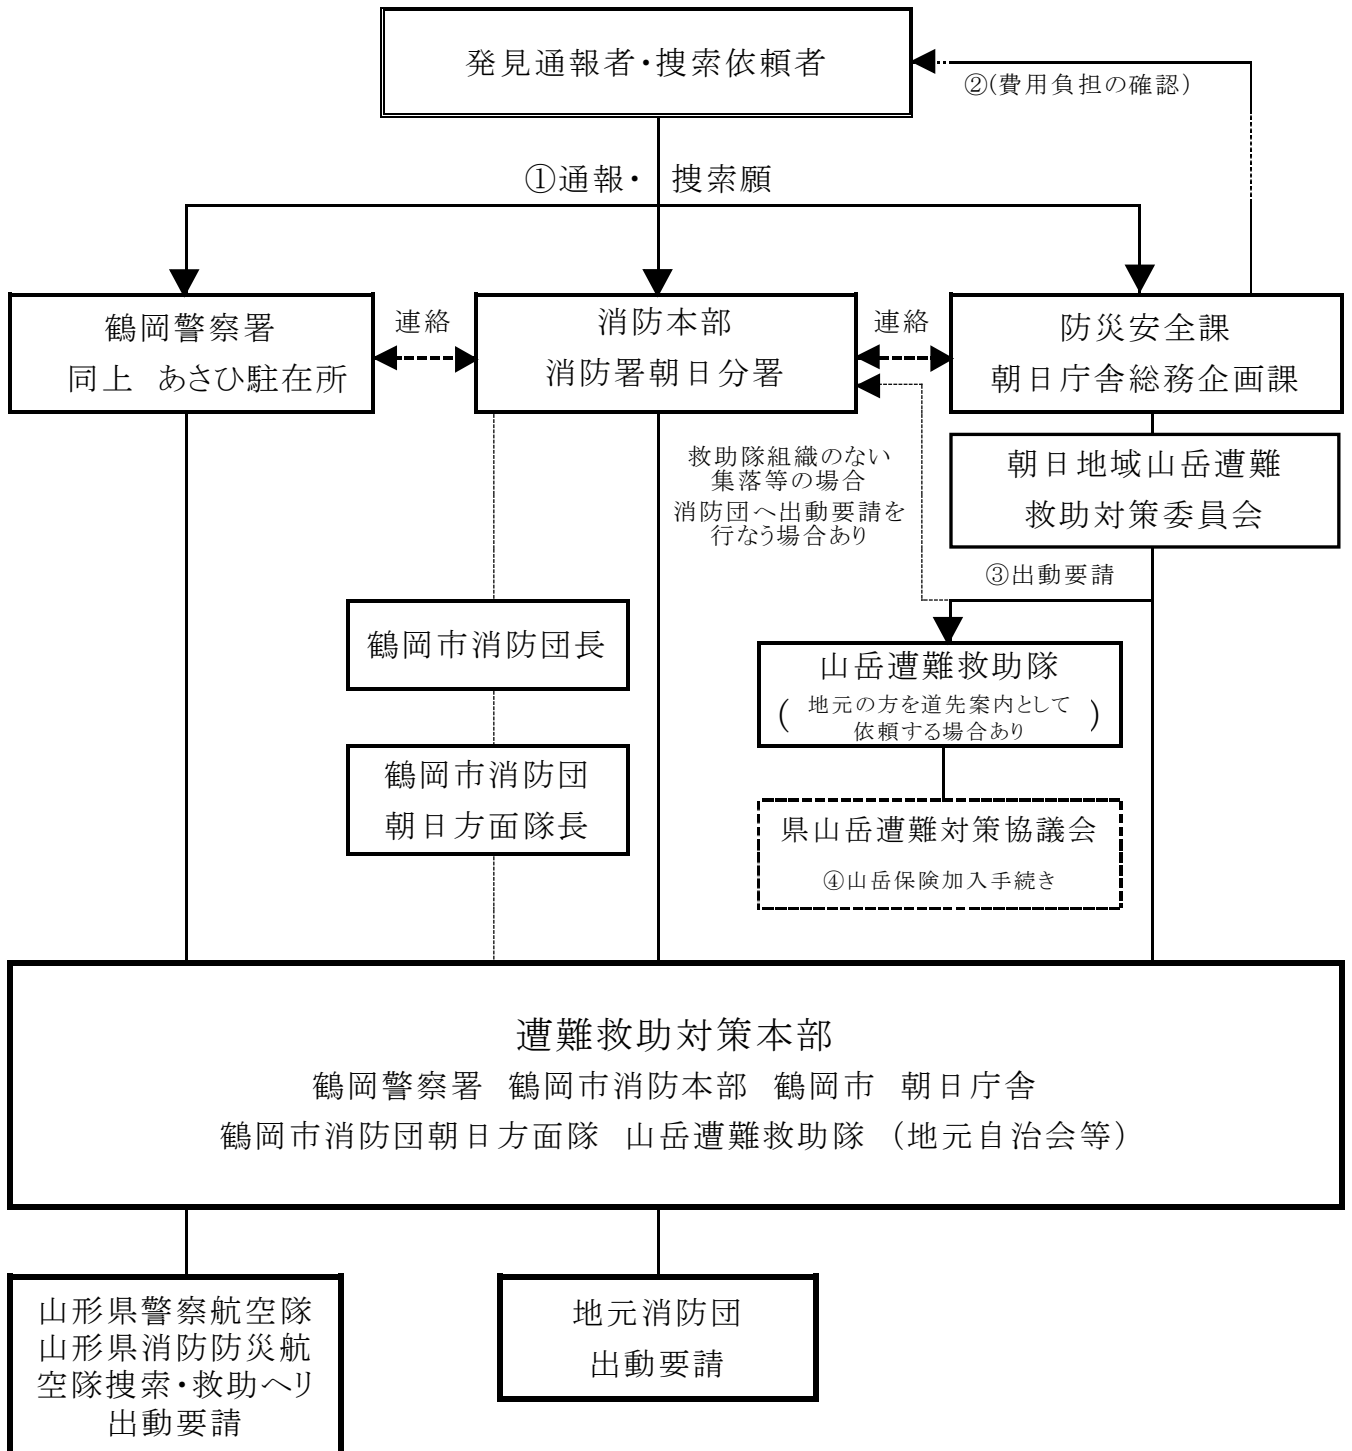 発見通報者・捜索依頼者
②(費用負担の確認)
①通報・ 捜索願
鶴岡警察署
同上 あさひ駐在所
連絡
消防本部
消防署朝日分署
連絡
防災安全課
朝日庁舎総務企画課
朝日地域山岳遭難
救助対策委員会
救助隊組織のない
集落等の場合
消防団へ出動要請を
行なう場合あり
③出動要請
鶴岡市消防団長
山岳遭難救助隊
( 地元の方を道先案内として )
依頼する場合あり
鶴岡市消防団
朝日方面隊長
県山岳遭難対策協議会
④山岳保険加入手続き
遭難救助対策本部
鶴岡警察署 鶴岡市消防本部 鶴岡市 朝日庁舎
鶴岡市消防団朝日方面隊 山岳遭難救助隊 (地元自治会等)
山形県警察航空隊
山形県消防防災航
空隊捜索・救助ヘリ
出動要請
地元消防団
出動要請